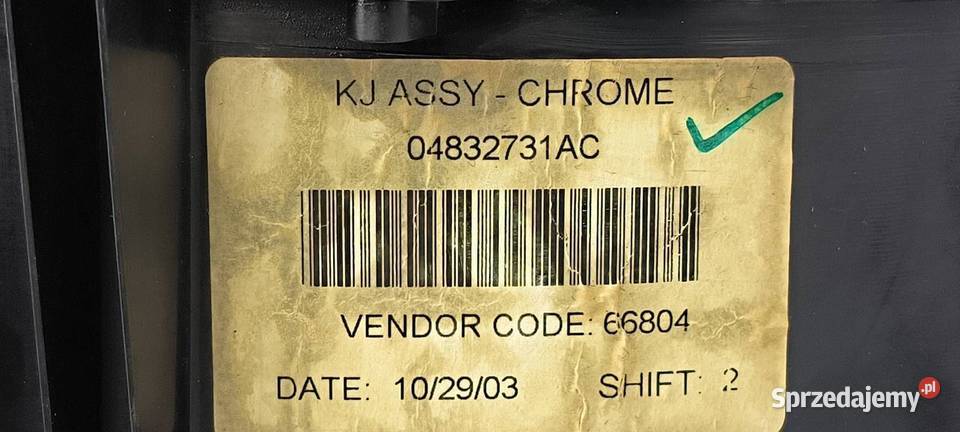 KJ ASSY - CHROME
04832731AC
VENDOR CODE: 66804
DATE: 10/29/03 SHIFT: 2
Sprzedajemy.pl